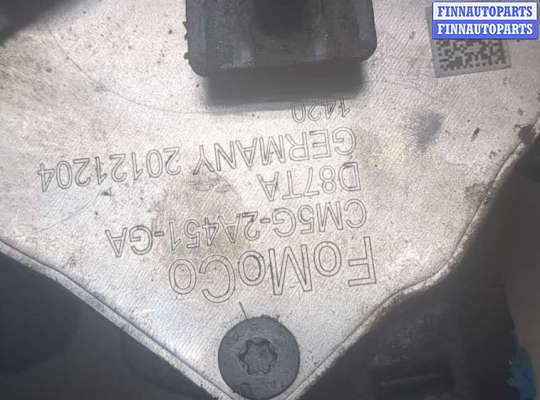 FINNAUTOPARTS
FINNAUTOPARTS
FoMoCo
CM5G-2A451-GA
D87TA
GERMANY 20121204
1420